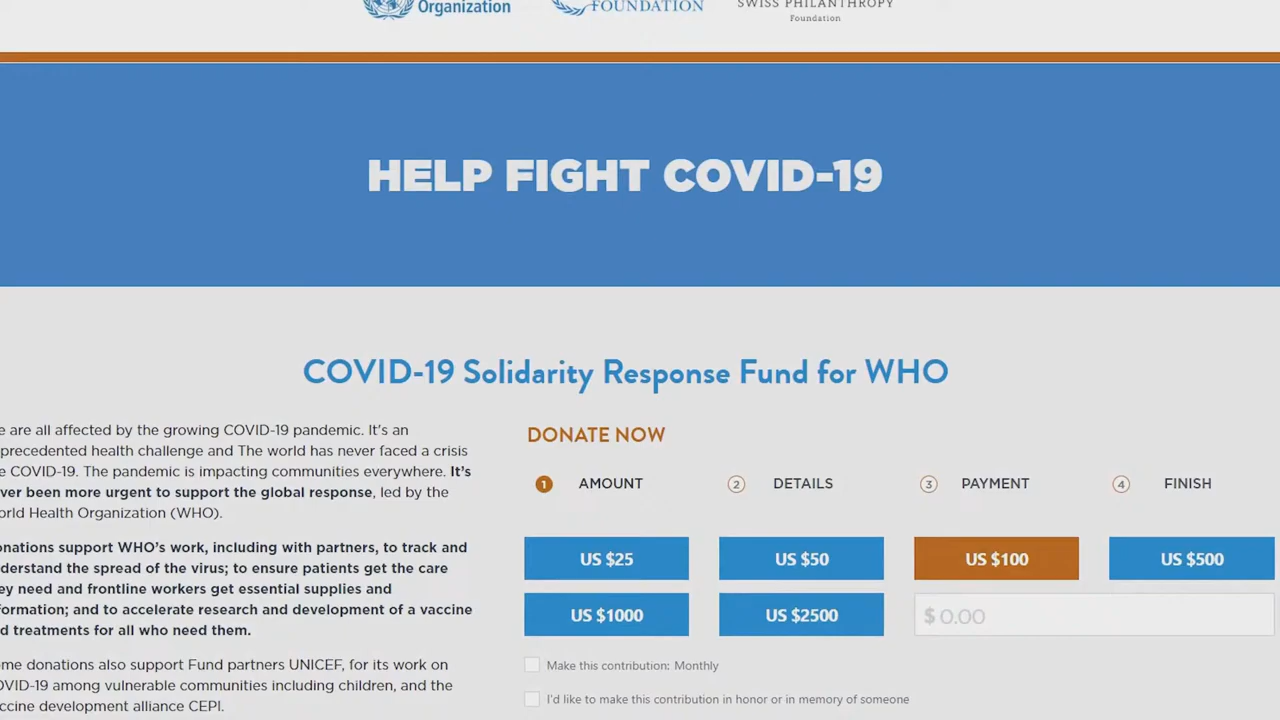 Organization
FOUNDATION
SWISS PHILANTHROPY
Foundation
HELP FIGHT COVID-19
COVID-19 Solidarity Response Fund for WHO
e are all affected by the growing COVID-19 pandemic. It's an
precedented health challenge and The world has never faced a crisis
e COVID-19. The pandemic is impacting communities everywhere. It's
ver been more urgent to support the global response, led by the
orld Health Organization (WHO).
onations support WHO's work, including with partners, to track and
derstand the spread of the virus; to ensure patients get the care
ey need and frontline workers get essential supplies and
formation; and to accelerate research and development of a vaccine
d treatments for all who need them.
me donations also support Fund partners UNICEF, for its work on
OVID-19 among vulnerable communities including children, and the
ccine development alliance CEPI.
DONATE NOW
1 AMOUNT
2 DETAILS
3 PAYMENT
4 FINISH
US $25
US $50
US $100
US $500
US $1000
US $2500
$ 0.00
Make this contribution: Monthly
I'd like to make this contribution in honor or in memory of someone